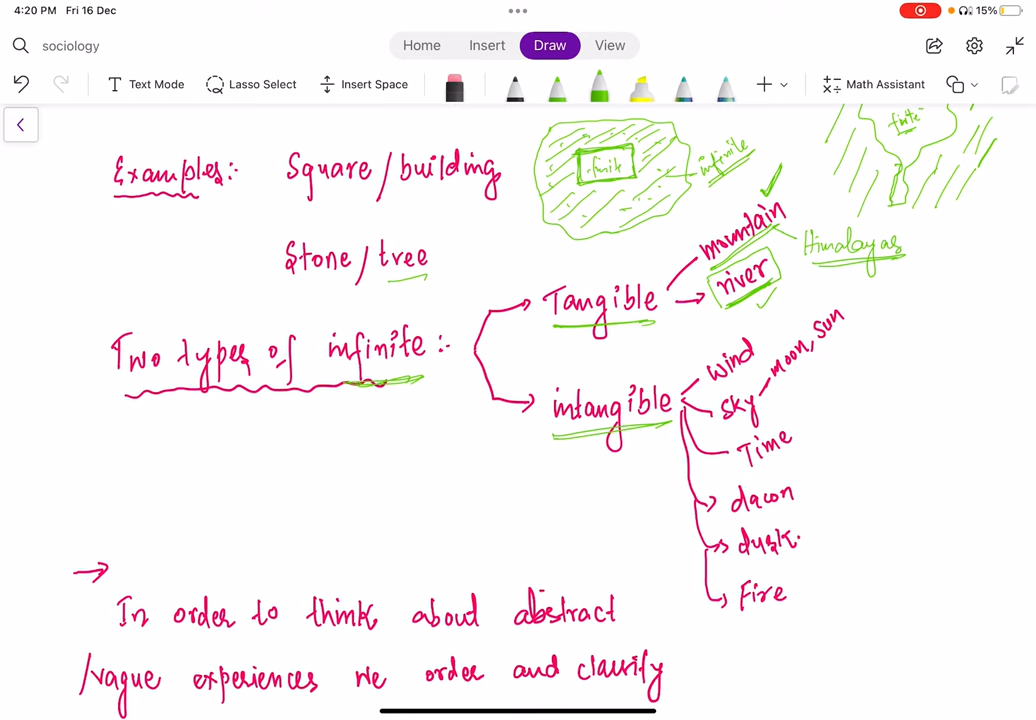 4:20 PM Fri 16 Dec
15%
sociology
Home Insert Draw View
Text Mode Lasso Select Insert Space Math Assistant
finite
Examples:- Square/building
finite
infinite
mountain
Himalayas
Stone/tree
river
Tangible
Two types of infinite:-
moon, sun
wind
intangible
sky
Time
dawn
dusk.
Fire
In order to think about abstract
/vague experiences we order and classify